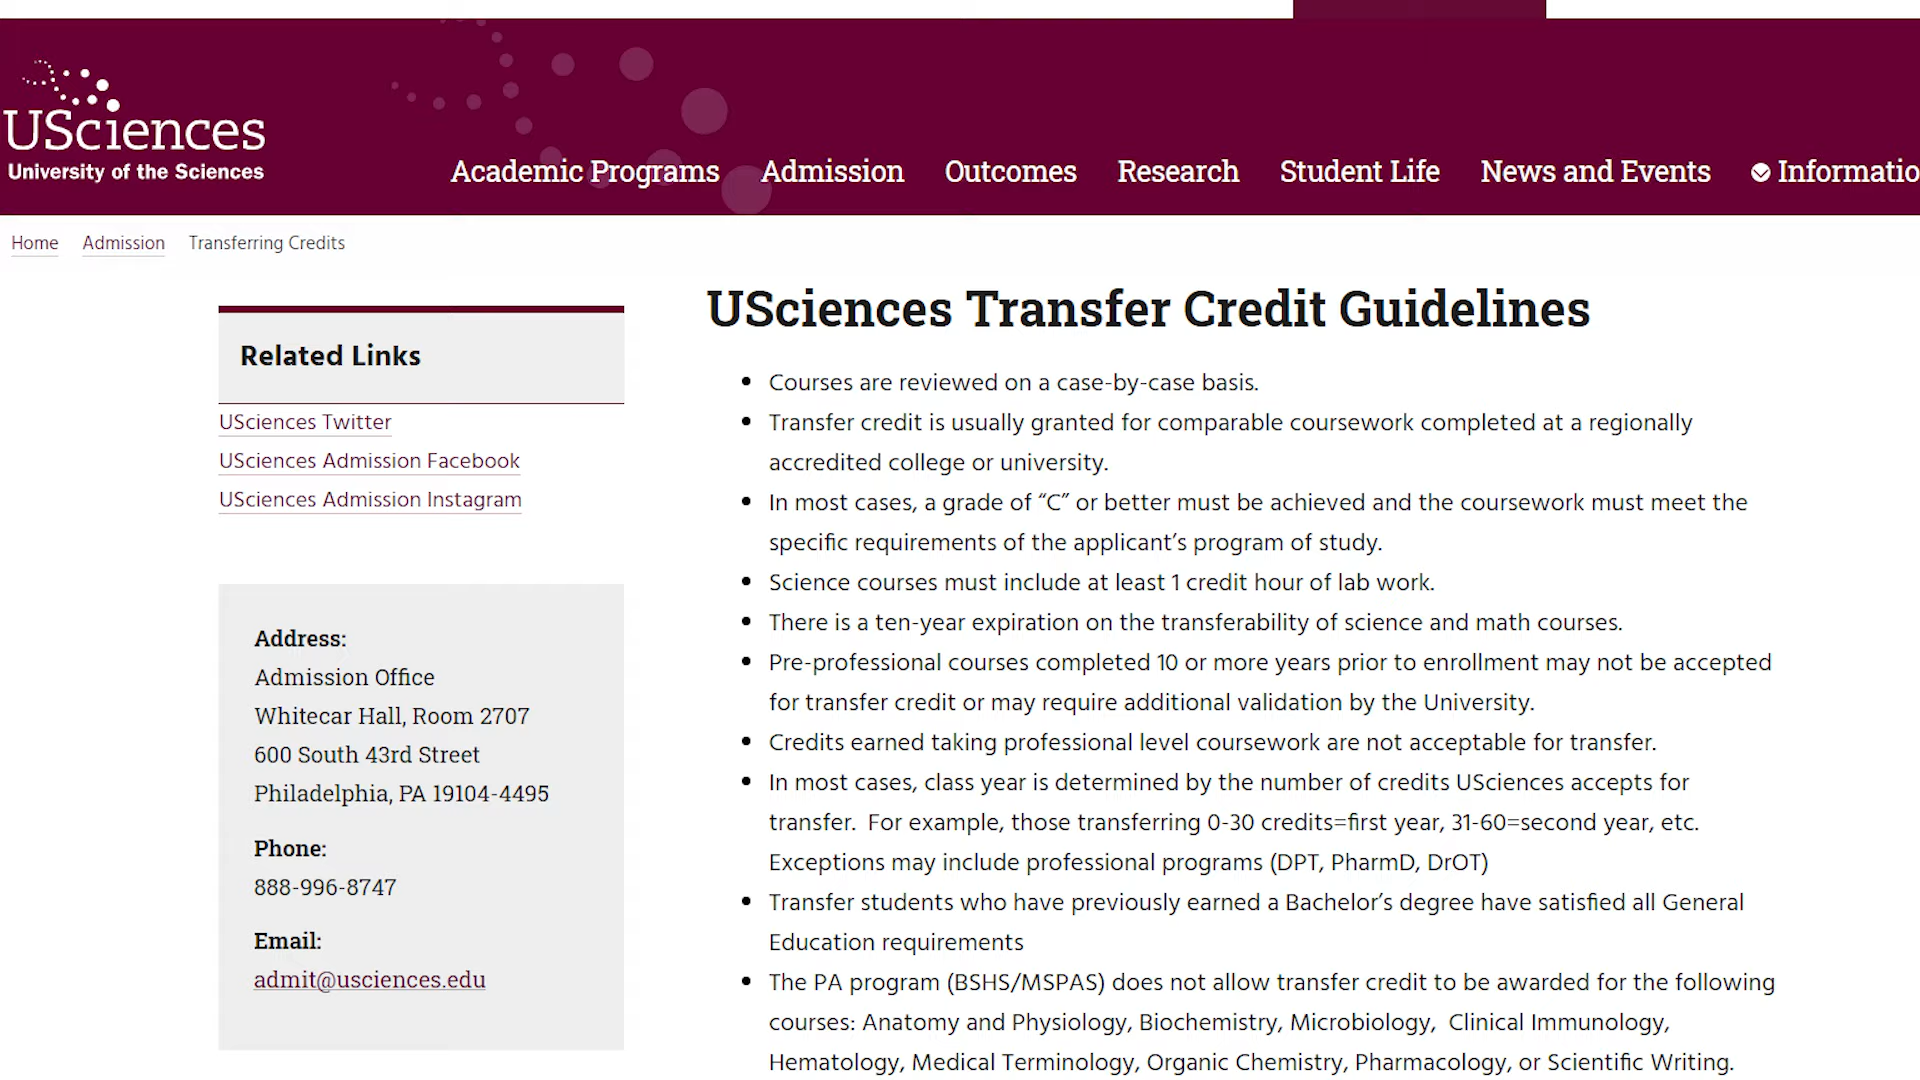 USciences
University of the Sciences
Academic Programs Admission Outcomes Research Student Life News and Events Informatio
Home Admission Transferring Credits
Related Links
USciences Twitter
USciences Admission Facebook
USciences Admission Instagram
Address:
Admission Office
Whitecar Hall, Room 2707
600 South 43rd Street
Philadelphia, PA 19104-4495
Phone:
888-996-8747
Email:
admit@usciences.edu
USciences Transfer Credit Guidelines
• Courses are reviewed on a case-by-case basis.
• Transfer credit is usually granted for comparable coursework completed at a regionally
accredited college or university.
• In most cases, a grade of “C” or better must be achieved and the coursework must meet the
specific requirements of the applicant’s program of study.
• Science courses must include at least 1 credit hour of lab work.
• There is a ten-year expiration on the transferability of science and math courses.
• Pre-professional courses completed 10 or more years prior to enrollment may not be accepted
for transfer credit or may require additional validation by the University.
• Credits earned taking professional level coursework are not acceptable for transfer.
• In most cases, class year is determined by the number of credits USciences accepts for
transfer.  For example, those transferring 0-30 credits=first year, 31-60=second year, etc.
Exceptions may include professional programs (DPT, PharmD, DrOT)
• Transfer students who have previously earned a Bachelor’s degree have satisfied all General
Education requirements
• The PA program (BSHS/MSPAS) does not allow transfer credit to be awarded for the following
courses: Anatomy and Physiology, Biochemistry, Microbiology,  Clinical Immunology,
Hematology, Medical Terminology, Organic Chemistry, Pharmacology, or Scientific Writing.